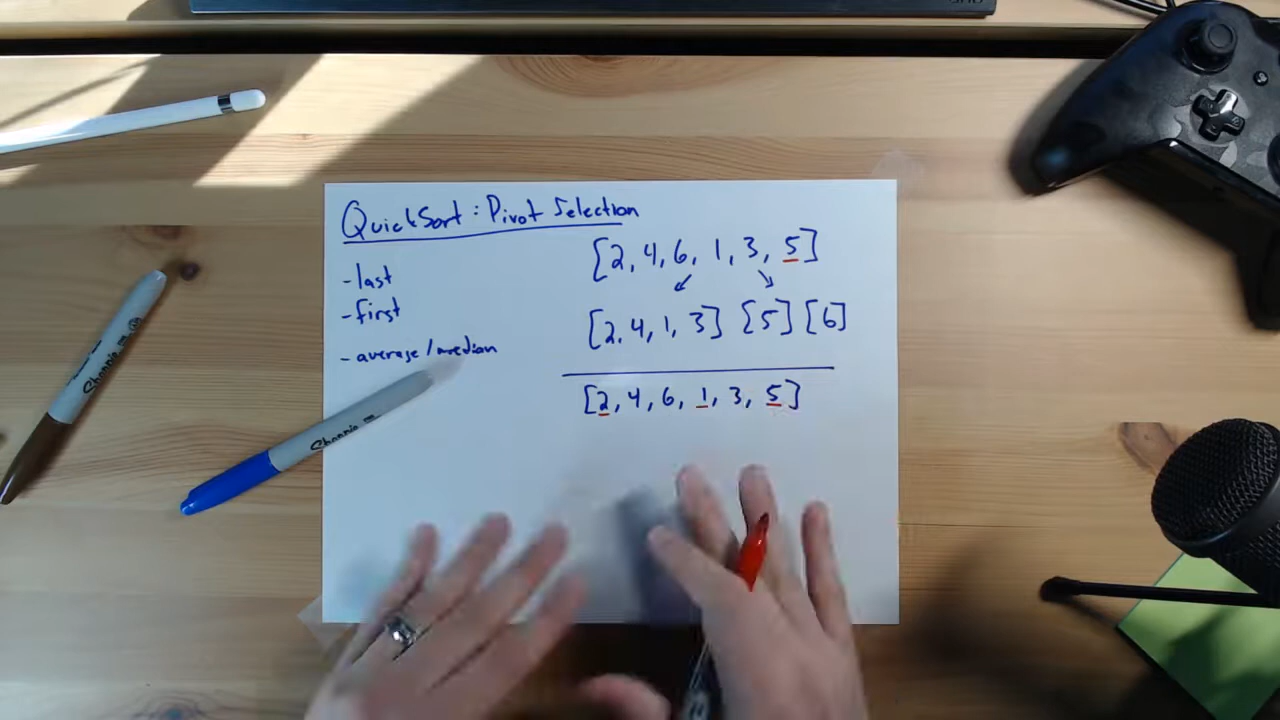 QuickSort: Pivot Selection
- last
- first
- average/median
[2, 4, 6, 1, 3, 5]
[2, 4, 1, 3] [5] [6]
[2, 4, 6, 1, 3, 5]
Sharpie
Sharpie